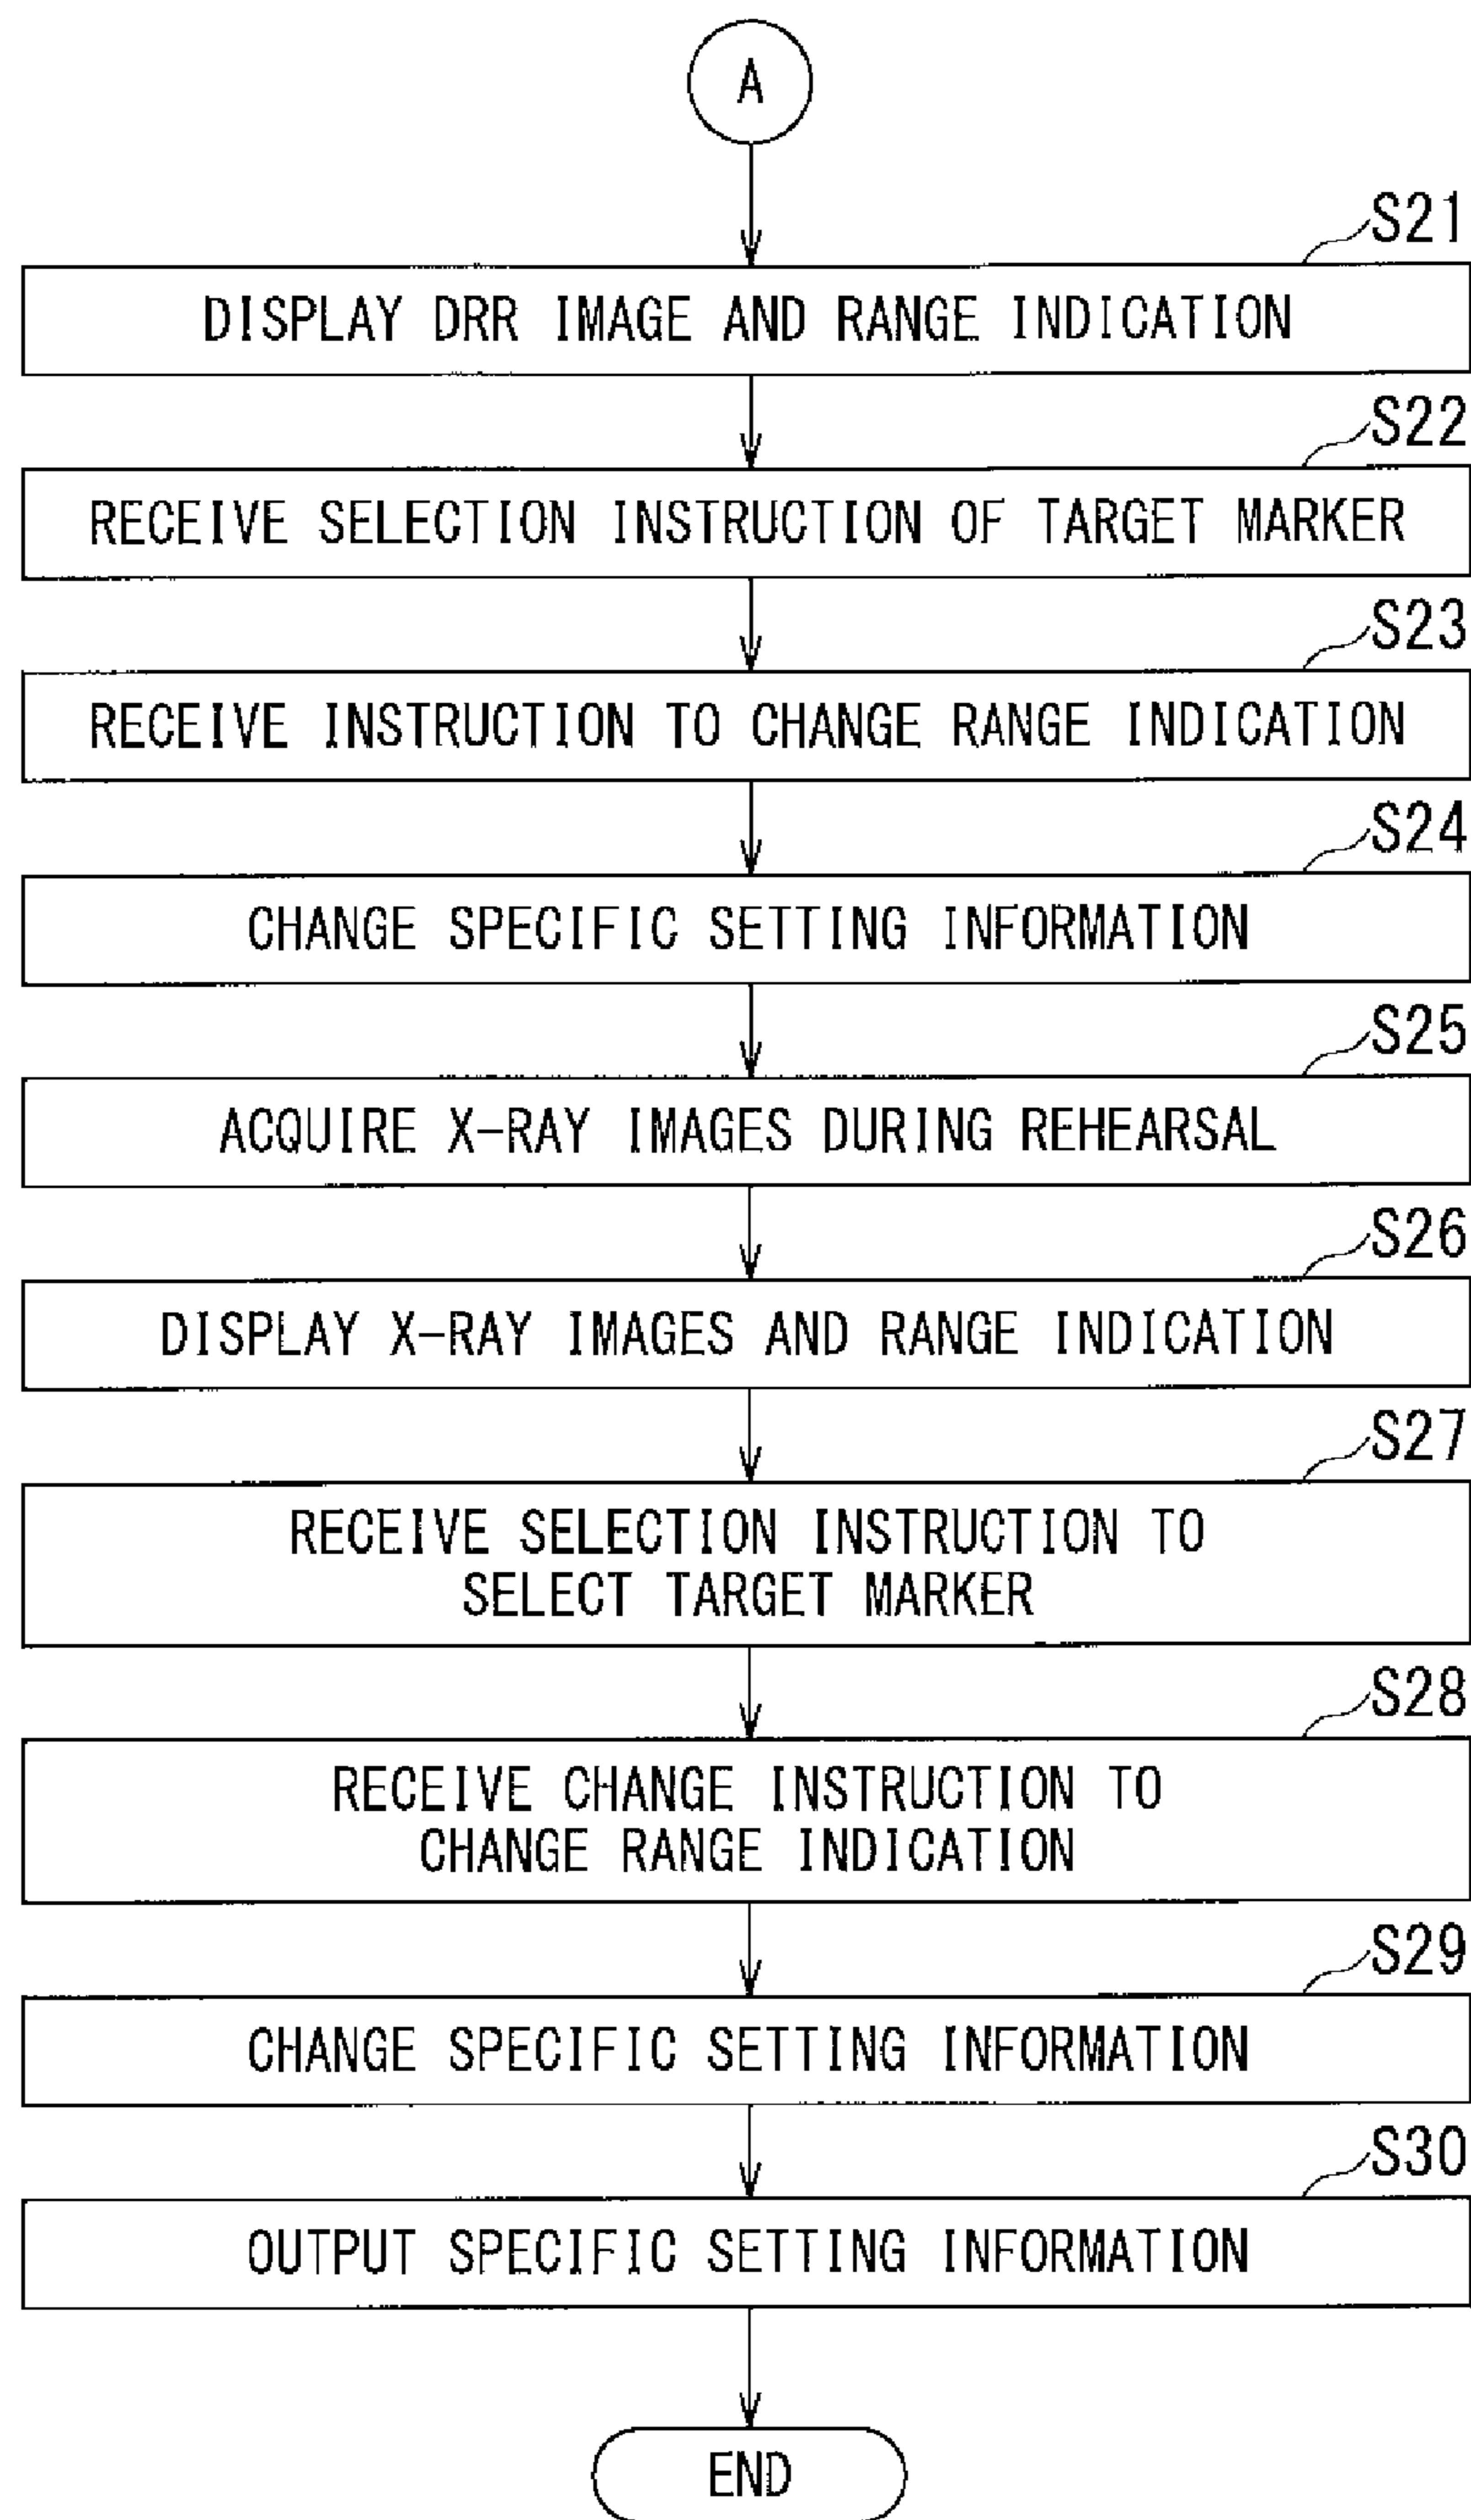 A
S21
DISPLAY DRR IMAGE AND RANGE INDICATION
S22
RECEIVE SELECTION INSTRUCTION OF TARGET MARKER
S23
RECEIVE INSTRUCTION TO CHANGE RANGE INDICATION
S24
CHANGE SPECIFIC SETTING INFORMATION
S25
ACQUIRE X-RAY IMAGES DURING REHEARSAL
S26
DISPLAY X-RAY IMAGES AND RANGE INDICATION
S27
RECEIVE SELECTION INSTRUCTION TO
SELECT TARGET MARKER
S28
RECEIVE CHANGE INSTRUCTION TO
CHANGE RANGE INDICATION
S29
CHANGE SPECIFIC SETTING INFORMATION
S30
OUTPUT SPECIFIC SETTING INFORMATION
END